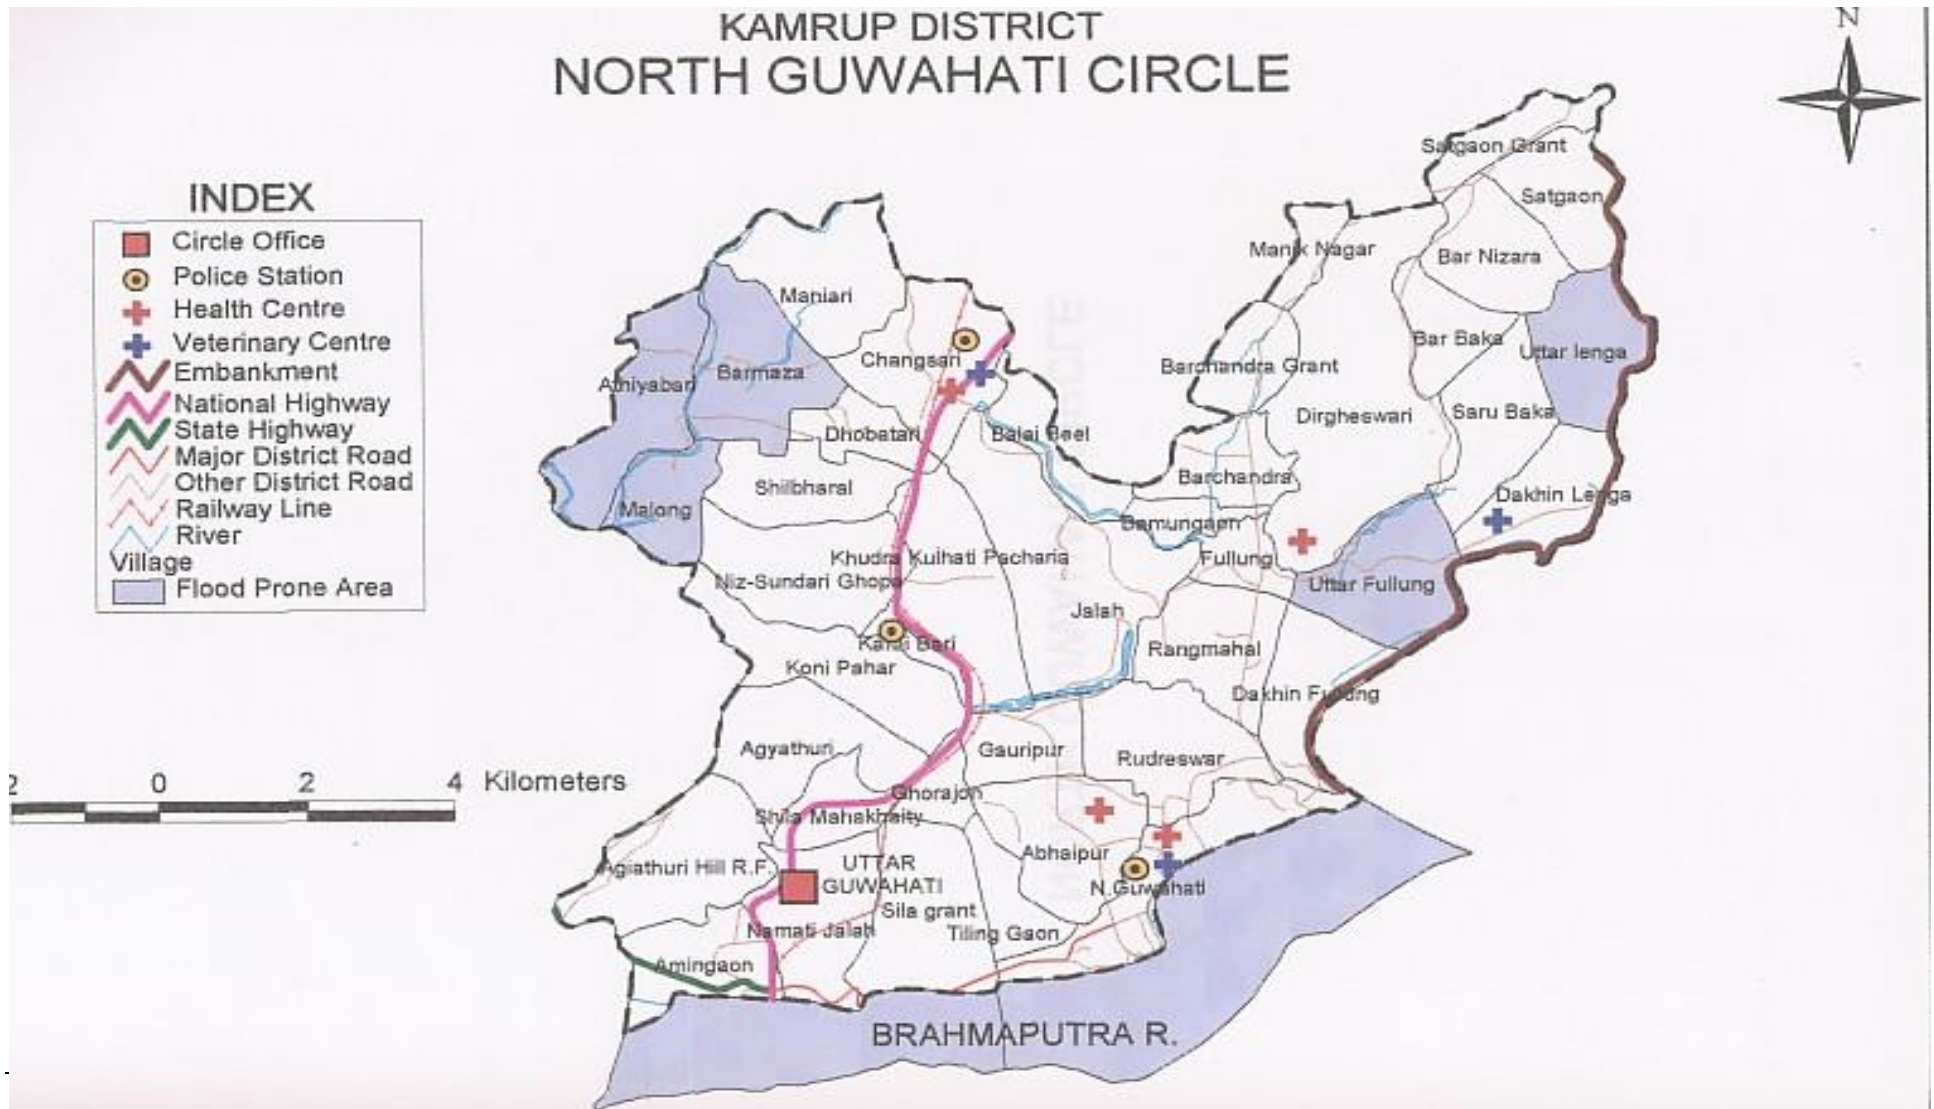 KAMRUP DISTRICT
NORTH GUWAHATI CIRCLE
N
INDEX
Circle Office
Police Station
Health Centre
Veterinary Centre
Embankment
National Highway
State Highway
Major District Road
Other District Road
Railway Line
River
Village
Flood Prone Area
2 0 2 4 Kilometers
Satgaon Grant
Satgaon
Manik Nagar
Bar Nizara
Maniari
Bar Baka
Uttar lenga
Changsari
Barchandra Grant
Barmaza
Athiyabari
Dirgheswari
Saru Baka
Dhobatari
Balai Beel
Barchandra
Shilbharal
Dakhin Lenga
Malong
Bamungaon
Khudra Kulhati Pacharia
Fullung
Niz-Sundari Ghopa
Uttar Fullung
Jalah
Bari
Rangmahal
Koni Pahar
Dakhin Fullung
Agyathuri
Gauripur
Rudreswar
Ghorajon
Shila Mahakhaity
Abhaipur
Agiathuri Hill R.F.
UTTAR
GUWAHATI
N.Guwahati
Sila grant
Namati Jalah
Tiling Gaon
Amingaon
BRAHMAPUTRA R.